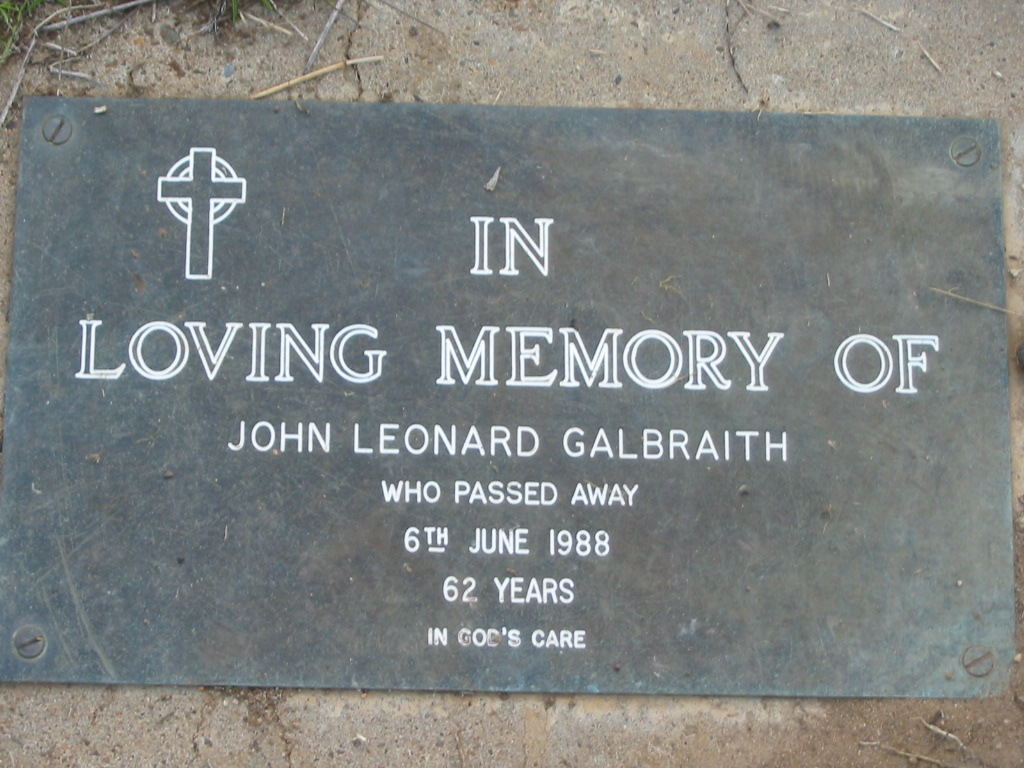 IN
LOVING MEMORY OF
JOHN LEONARD GALBRAITH
WHO PASSED AWAY
6TH JUNE 1988
62 YEARS
IN GOD'S CARE